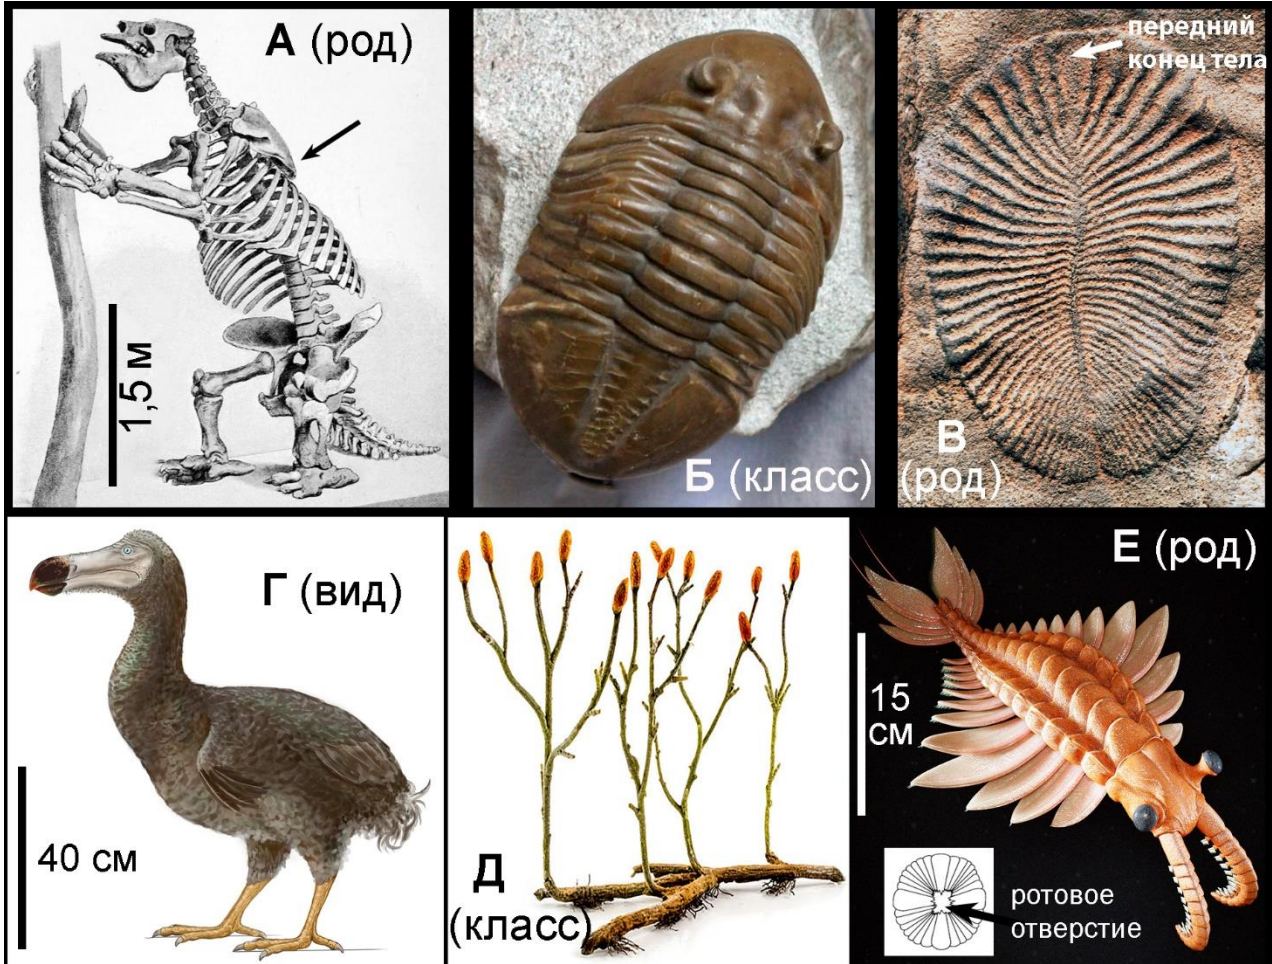 А (род)
1,5 м
Б (класс)
передний
конец тела
В
(род)
Г (вид)
40 см
Д
(класс)
Е (род)
15
см
ротовое
отверстие